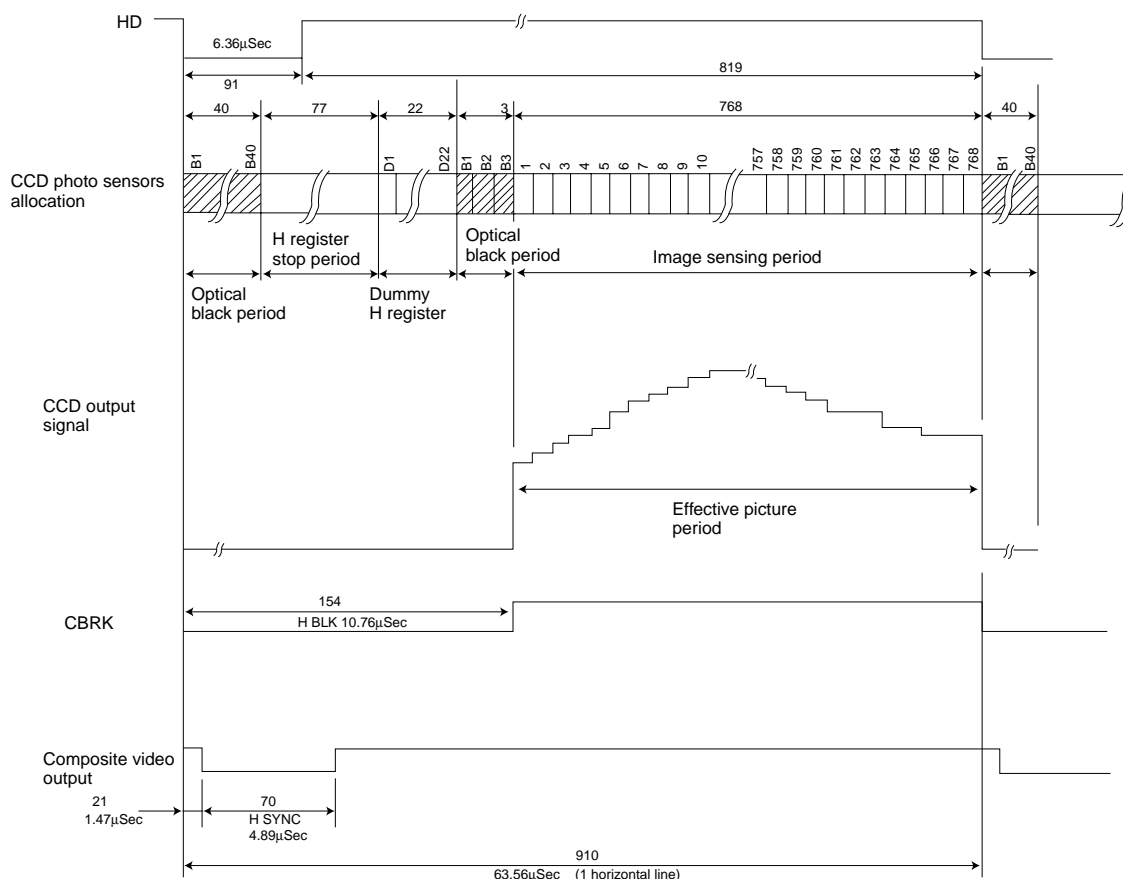 HD
6.36µSec
91
819
40
77
22
3
768
40
B1
B40
D1
D22
B1
B2
B3
1
2
3
4
5
6
7
8
9
10
757
758
759
760
761
762
763
764
765
766
767
768
B1
B40
CCD photo sensors
allocation
H register
stop period
Optical
black period
Image sensing period
Optical
black period
Dummy
H register
CCD output
signal
Effective picture
period
CBRK
154
H BLK 10.76µSec
Composite video
output
21
1.47µSec
70
H SYNC
4.89µSec
910
63.56µSec (1 horizontal line)